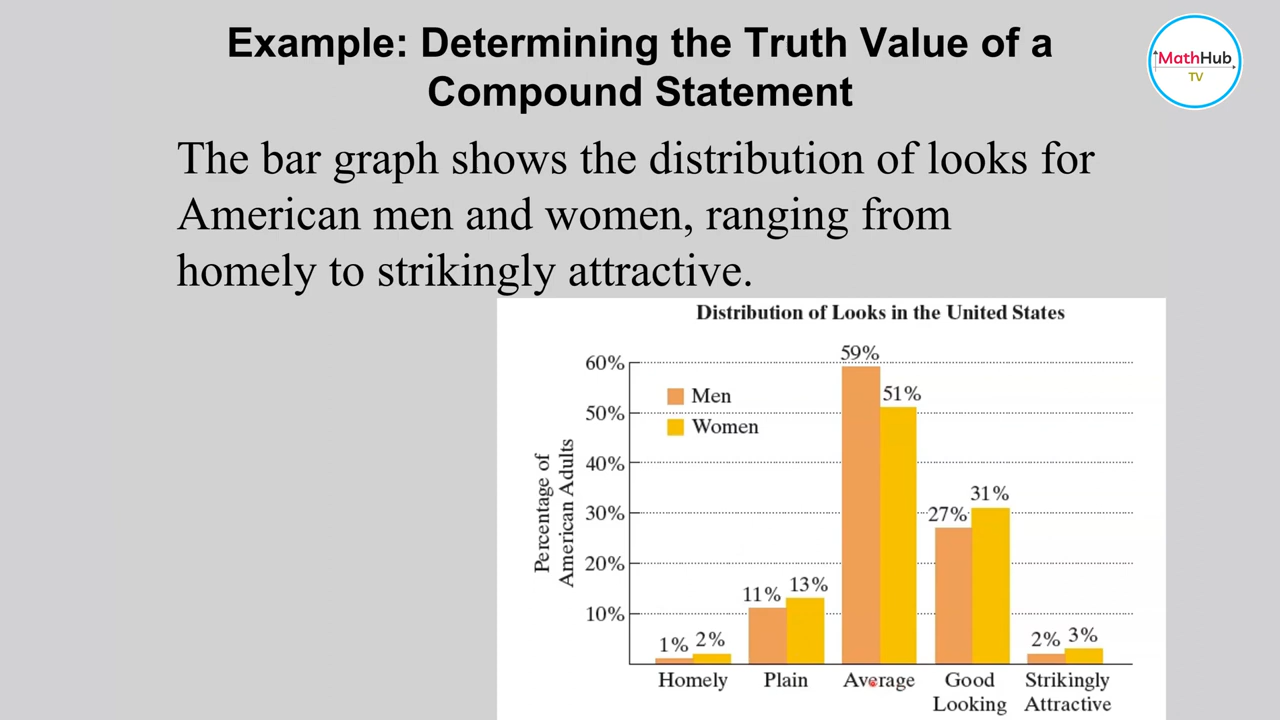 Example: Determining the Truth Value of a
Compound Statement
MathHub
TV
The bar graph shows the distribution of looks for
American men and women, ranging from
homely to strikingly attractive.
Distribution of Looks in the United States
Percentage of
American Adults
60%
50%
40%
30%
20%
10%
Men
Women
1% 2%
11% 13%
59%
51%
27% 31%
2% 3%
Homely Plain Average Good Strikingly
Looking Attractive